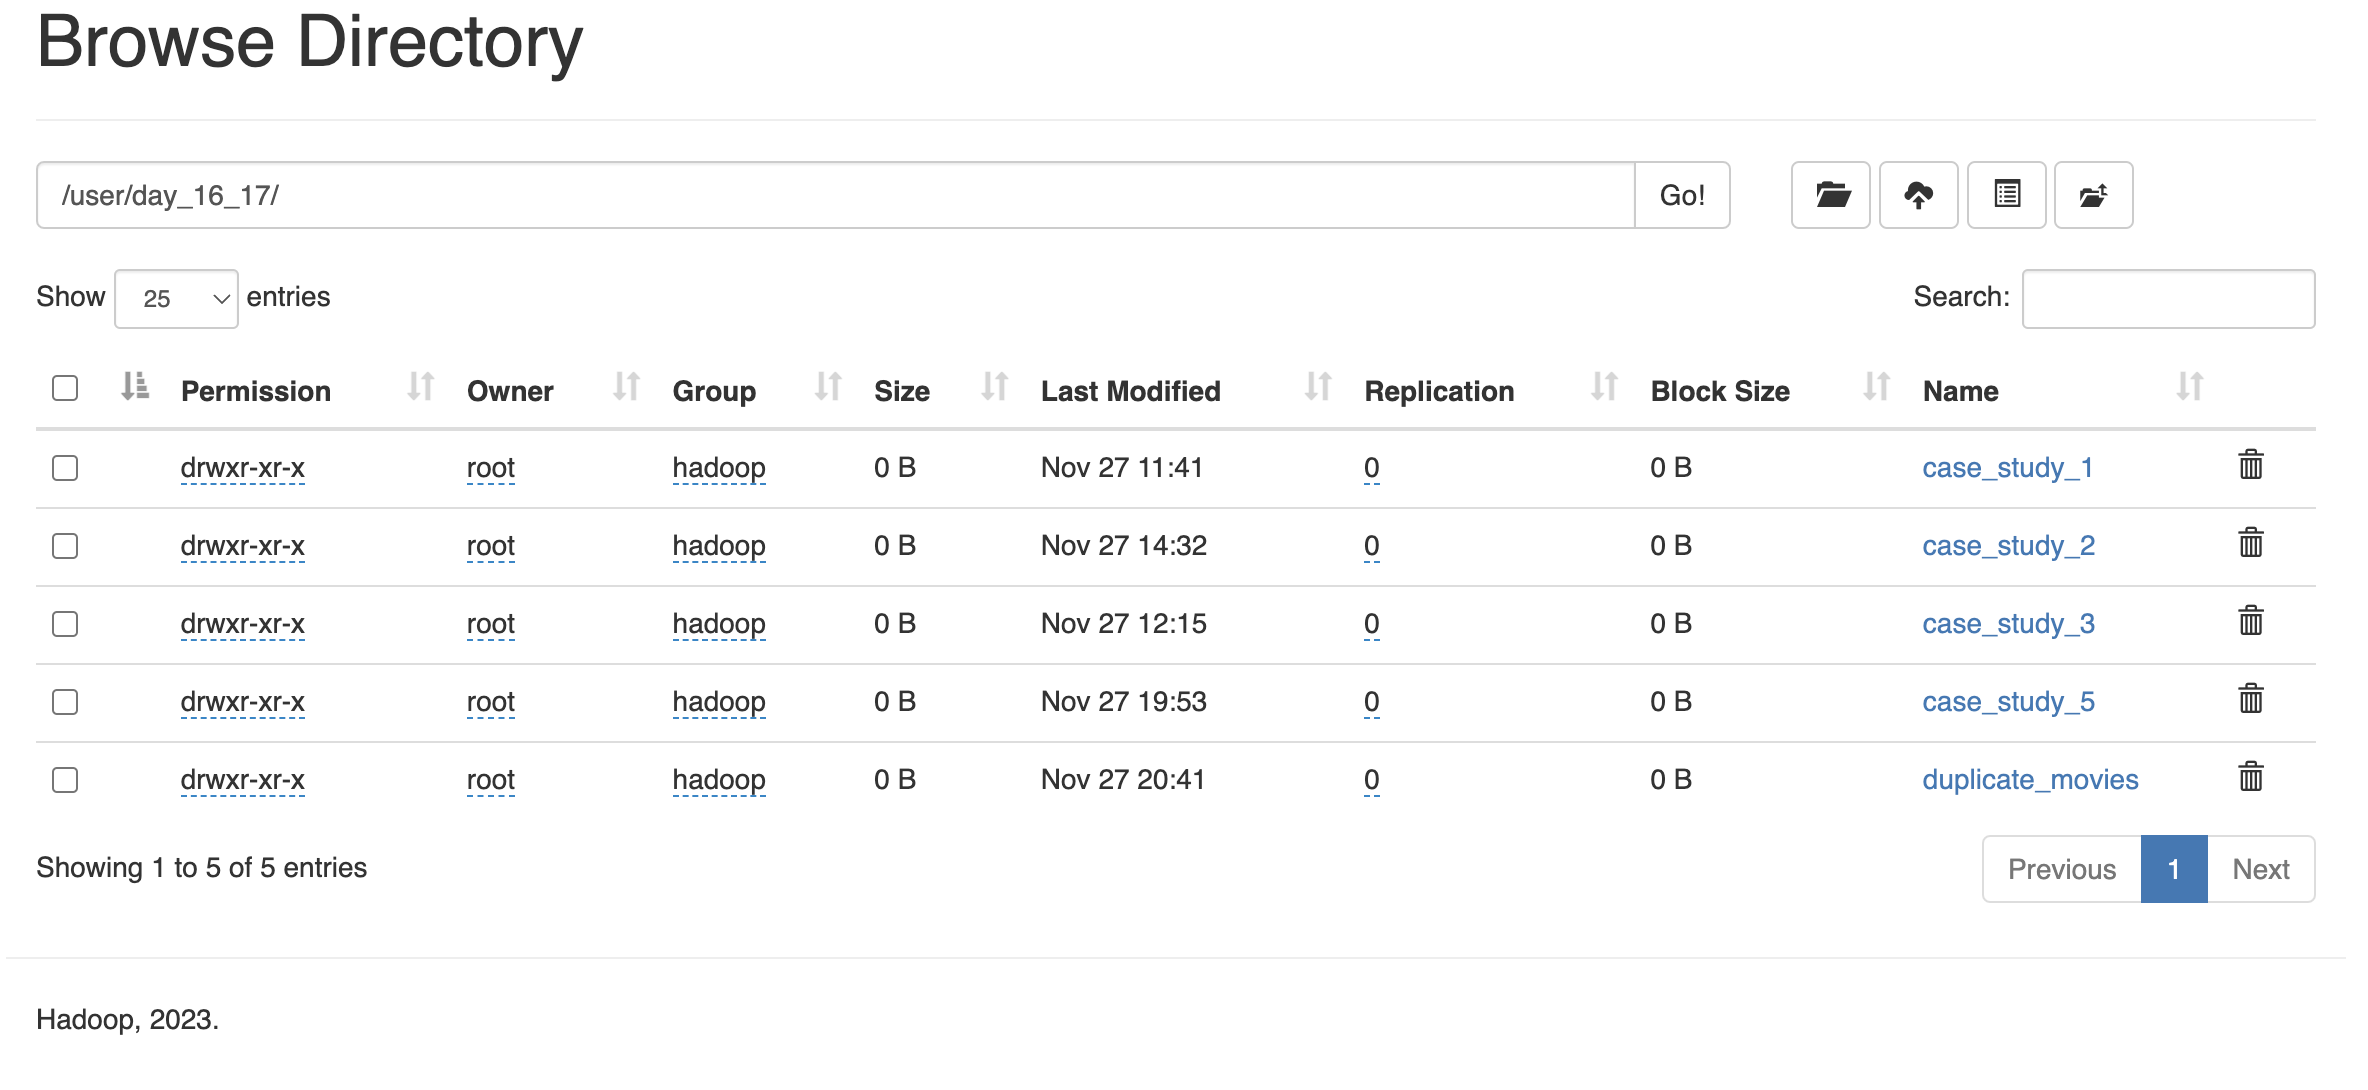 Browse Directory
/user/day_16_17/ Go!
Show 25 entries Search:
Permission Owner Group Size Last Modified Replication Block Size Name
drwxr-xr-x root hadoop 0 B Nov 27 11:41 0 0 B case_study_1
drwxr-xr-x root hadoop 0 B Nov 27 14:32 0 0 B case_study_2
drwxr-xr-x root hadoop 0 B Nov 27 12:15 0 0 B case_study_3
drwxr-xr-x root hadoop 0 B Nov 27 19:53 0 0 B case_study_5
drwxr-xr-x root hadoop 0 B Nov 27 20:41 0 0 B duplicate_movies
Showing 1 to 5 of 5 entries Previous 1 Next
Hadoop, 2023.